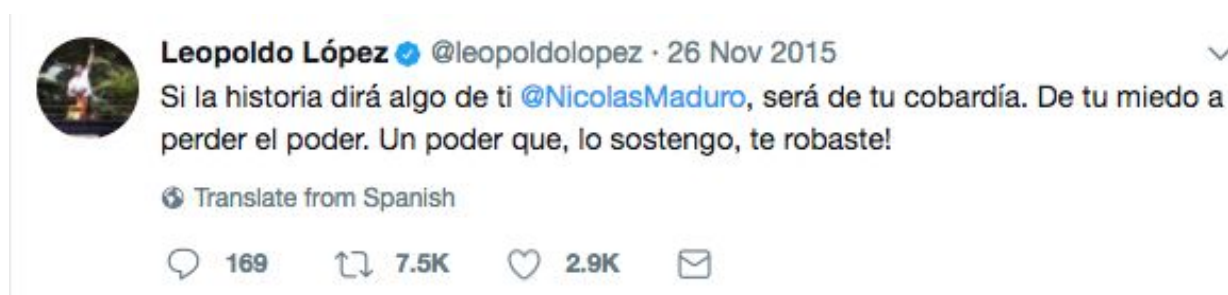 Leopoldo López @leopoldolopez · 26 Nov 2015
Si la historia dirá algo de ti @NicolasMaduro, será de tu cobardía. De tu miedo a
perder el poder. Un poder que, lo sostengo, te robaste!
Translate from Spanish
169 7.5K 2.9K